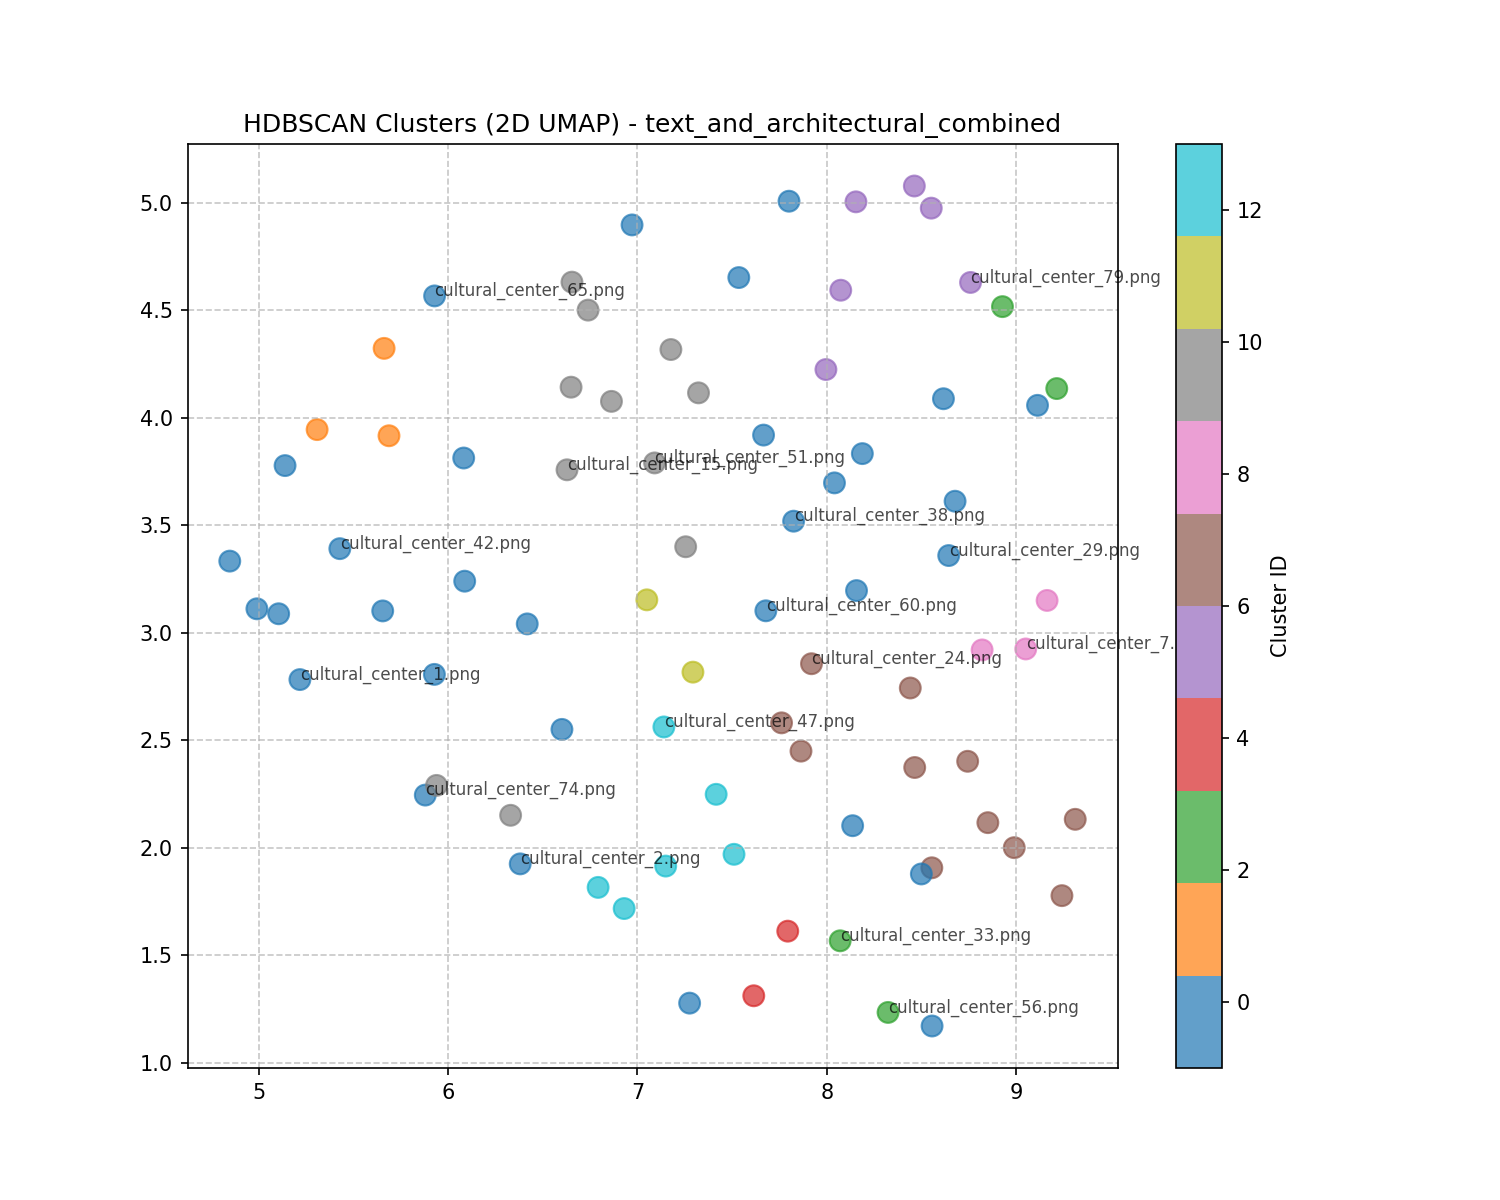 HDBSCAN Clusters (2D UMAP) - text_and_architectural_combined
5.0
4.5
4.0
3.5
3.0
2.5
2.0
1.5
1.0
5
6
7
8
9
cultural_center_79.png
cultural_center_65.png
cultural_center_51.png
cultural_center_15.png
cultural_center_38.png
cultural_center_42.png
cultural_center_29.png
cultural_center_60.png
cultural_center_7.
cultural_center_24.png
cultural_center_1.png
cultural_center_47.png
cultural_center_74.png
cultural_center_2.png
cultural_center_33.png
cultural_center_56.png
12
10
8
6
4
2
0
Cluster ID